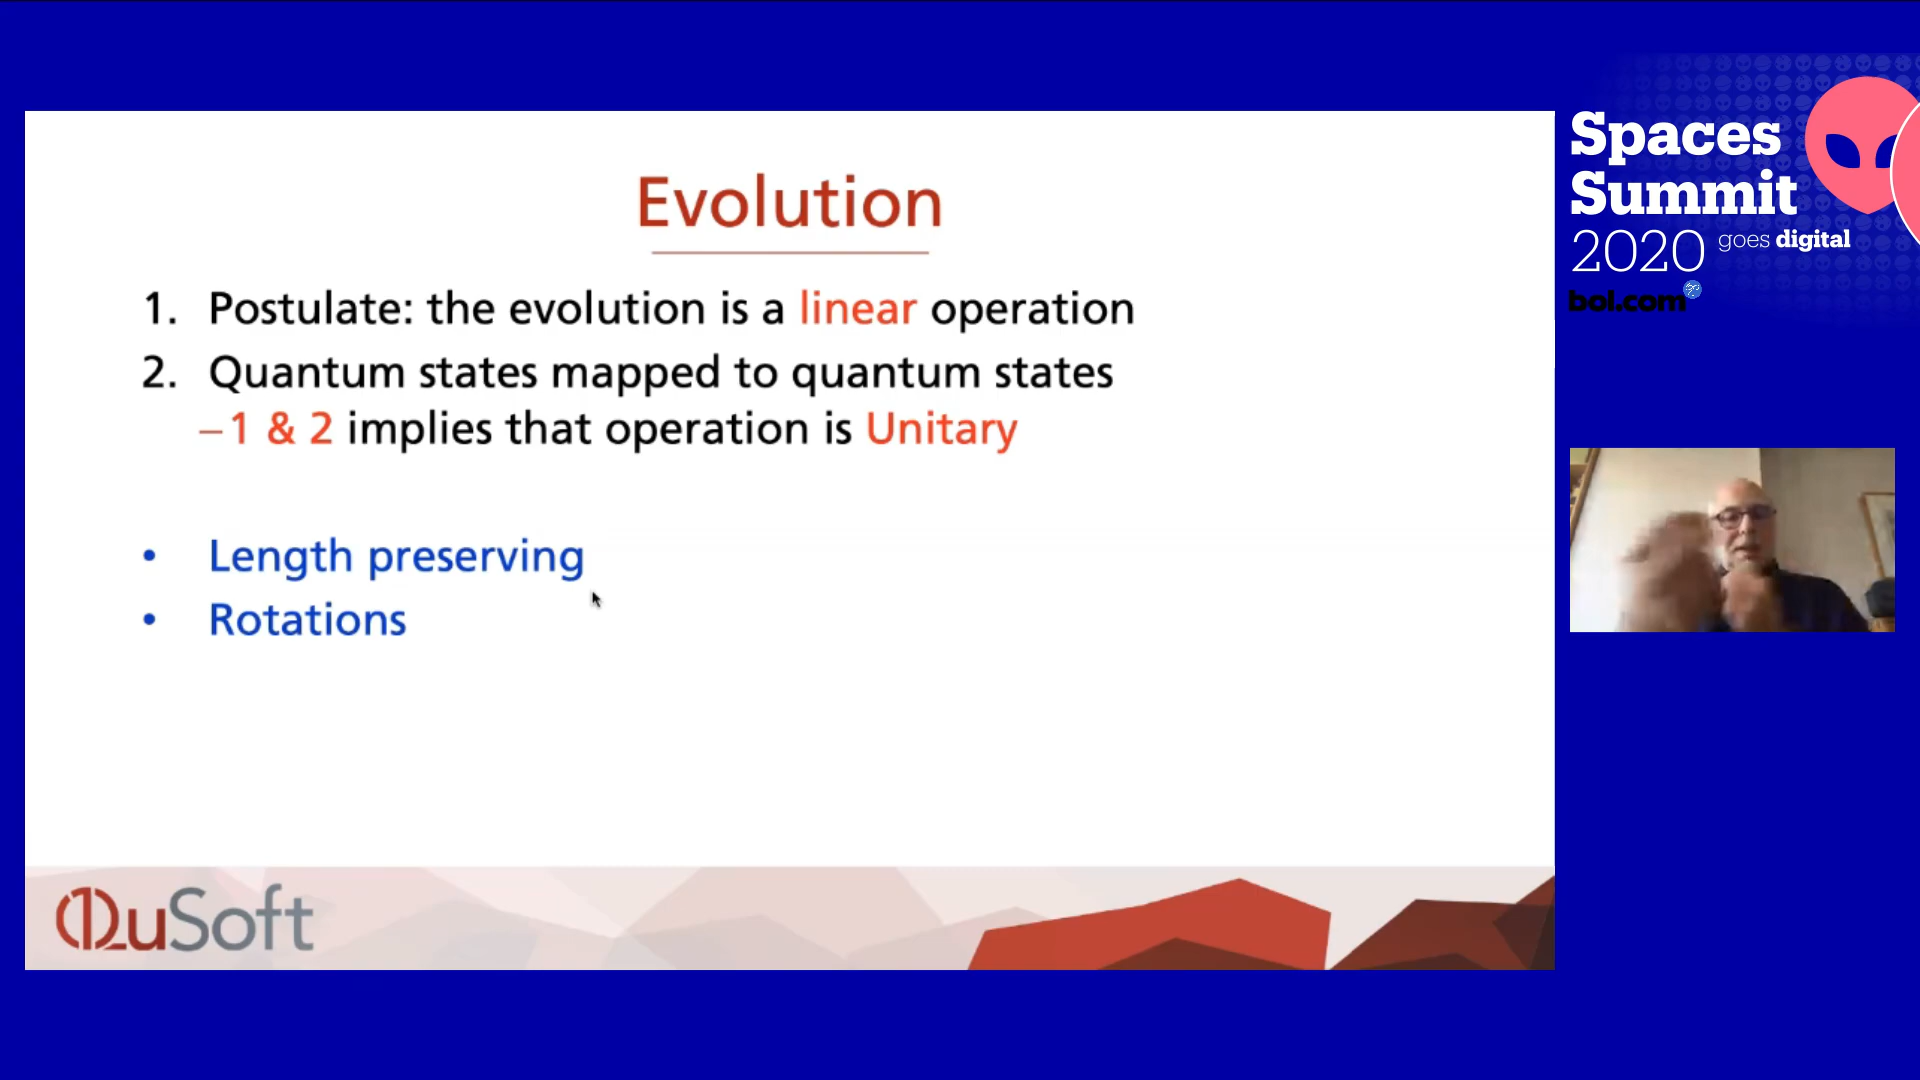 Evolution
1. Postulate: the evolution is a linear operation
2. Quantum states mapped to quantum states
–1 & 2 implies that operation is Unitary
• Length preserving
• Rotations
QuSoft
Spaces
Summit
2020 goes digital
bol.com